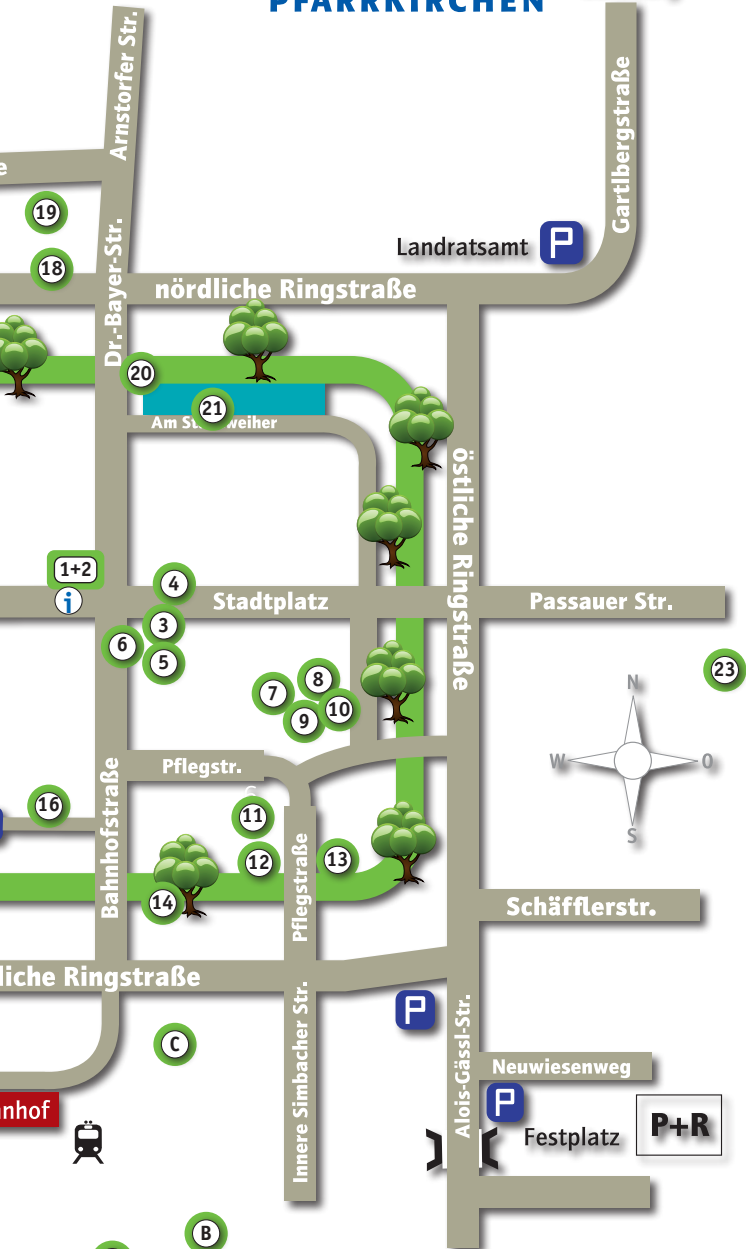 PFARRKIRCHEN
Arnstorfer Str.
Gartlbergstraße
e
19
Landratsamt P
18
Dr.-Bayer-Str.
nördliche Ringstraße
20
21
Am St weiher
östliche Ringstraße
1+2
i
4
Stadtplatz
Passauer Str.
3
6
5
23
8
7
10
9
N
W
O
S
Pflegstr.
Bahnhofstraße
16
S
11
12
13
Pflegstraße
14
Schäfflerstr.
liche Ringstraße
P
C
Innere Simbacher Str.
Alois-Gässl-Str.
Neuwiesenweg
nhof
P
Festplatz
P+R
B